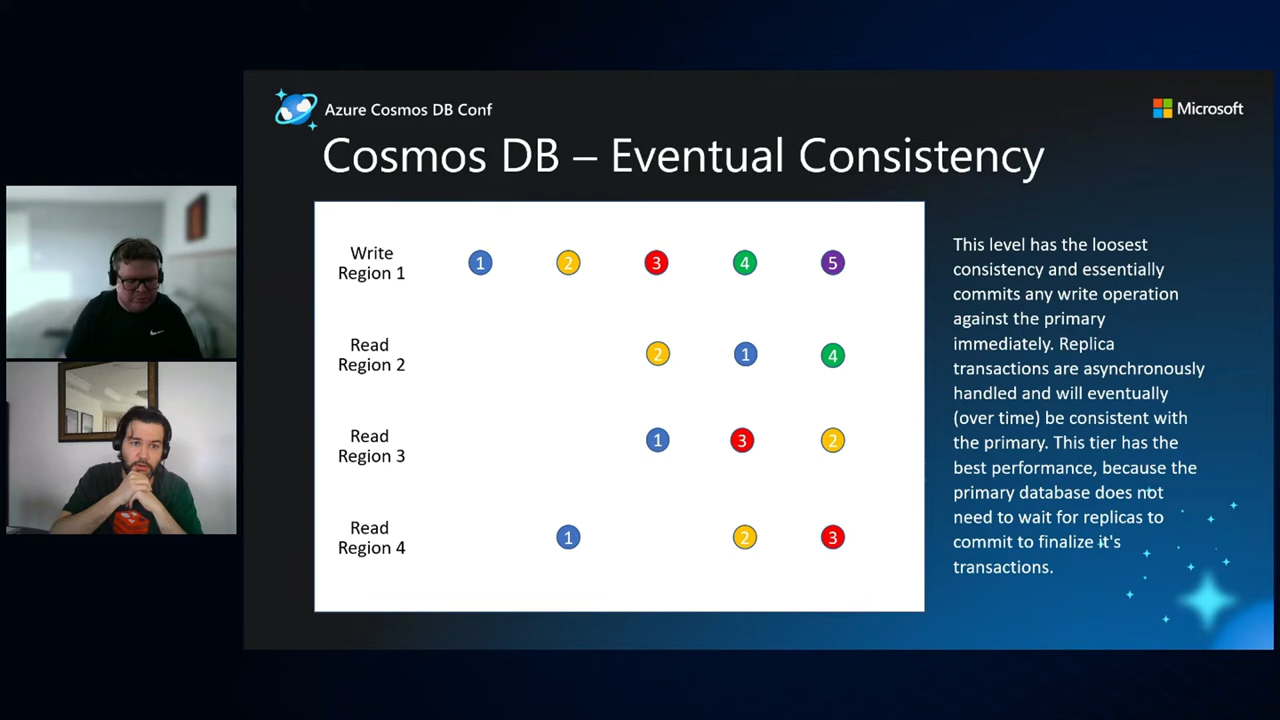 Azure Cosmos DB Conf
Microsoft
Cosmos DB – Eventual Consistency
Write
Region 1
1
2
3
4
5
Read
Region 2
2
1
4
Read
Region 3
1
3
2
Read
Region 4
1
2
3
This level has the loosest
consistency and essentially
commits any write operation
against the primary
immediately. Replica
transactions are asynchronously
handled and will eventually
(over time) be consistent with
the primary. This tier has the
best performance, because the
primary database does not
need to wait for replicas to
commit to finalize it's
transactions.